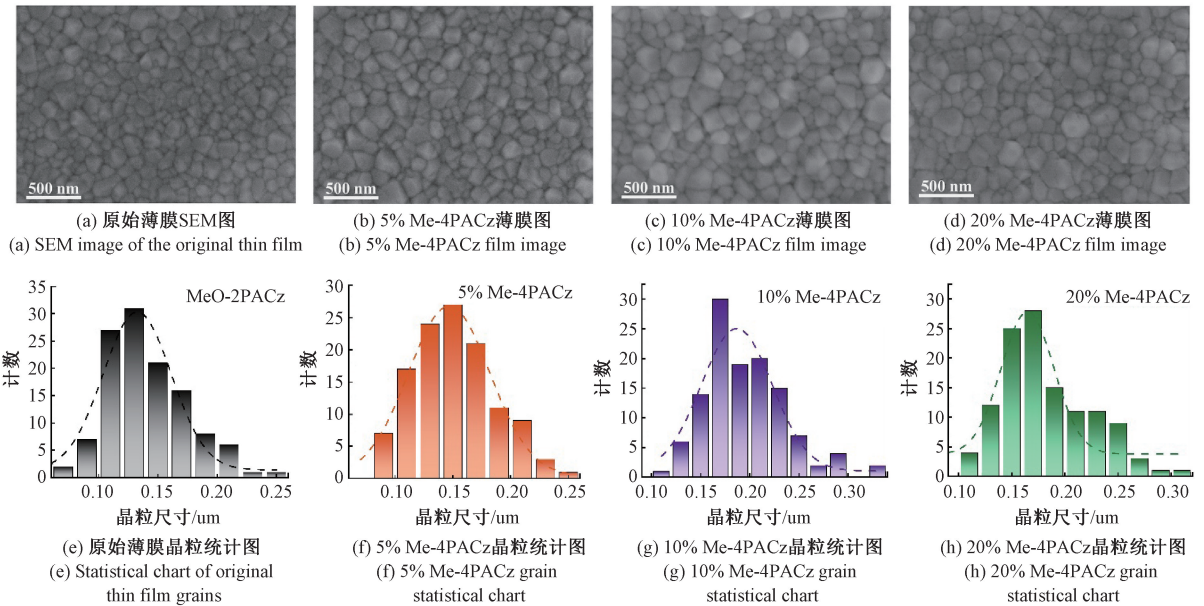 500 nm
500 nm
500 nm
500 nm
(a) 原始薄膜SEM图
(a) SEM image of the original thin film
(b) 5% Me-4PACz薄膜图
(b) 5% Me-4PACz film image
(c) 10% Me-4PACz薄膜图
(c) 10% Me-4PACz film image
(d) 20% Me-4PACz薄膜图
(d) 20% Me-4PACz film image
MeO-2PACz
计数
35
30
25
20
15
10
5
0
0.10 0.15 0.20 0.25
晶粒尺寸/um
(e) 原始薄膜晶粒统计图
(e) Statistical chart of original
thin film grains
5% Me-4PACz
计数
30
25
20
15
10
5
0
0.10 0.15 0.20 0.25
晶粒尺寸/um
(f) 5% Me-4PACz晶粒统计图
(f) 5% Me-4PACz grain
statistical chart
10% Me-4PACz
计数
30
25
20
15
10
5
0
0.10 0.15 0.20 0.25 0.30
晶粒尺寸/um
(g) 10% Me-4PACz晶粒统计图
(g) 10% Me-4PACz grain
statistical chart
20% Me-4PACz
计数
30
25
20
15
10
5
0
0.10 0.15 0.20 0.25 0.30
晶粒尺寸/um
(h) 20% Me-4PACz晶粒统计图
(h) 20% Me-4PACz grain
statistical chart